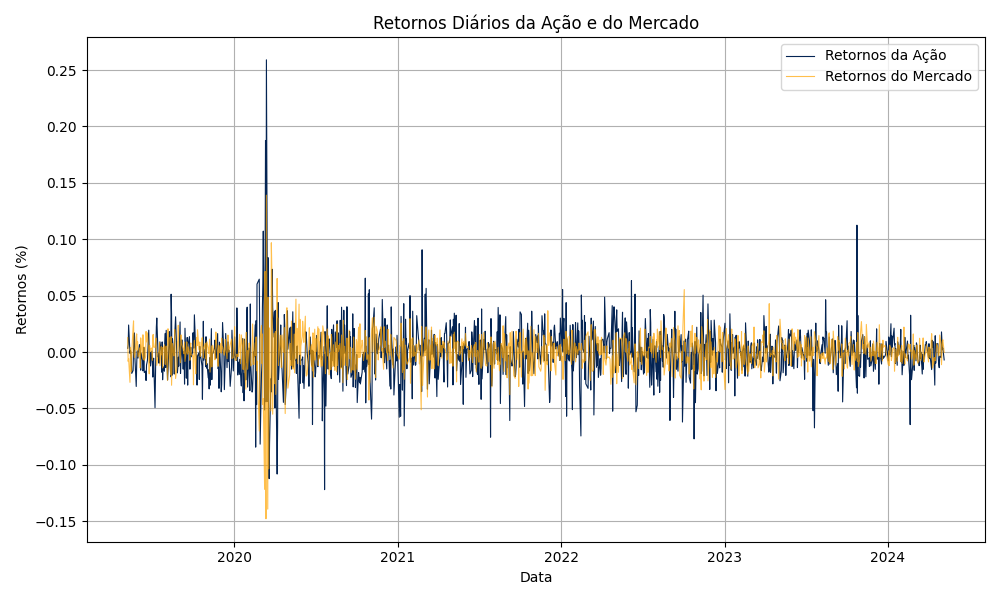 Retornos Diários da Ação e do Mercado
Retornos da Ação
Retornos do Mercado
Retornos (%)
0.25
0.20
0.15
0.10
0.05
0.00
−0.05
−0.10
−0.15
2020
2021
2022
2023
2024
Data